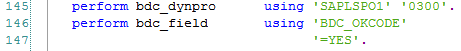 145 perform bdc_dynpro using 'SAPLSPO1' '0300'.
146 perform bdc_field using 'BDC_OKCODE'
147 '=YES'.